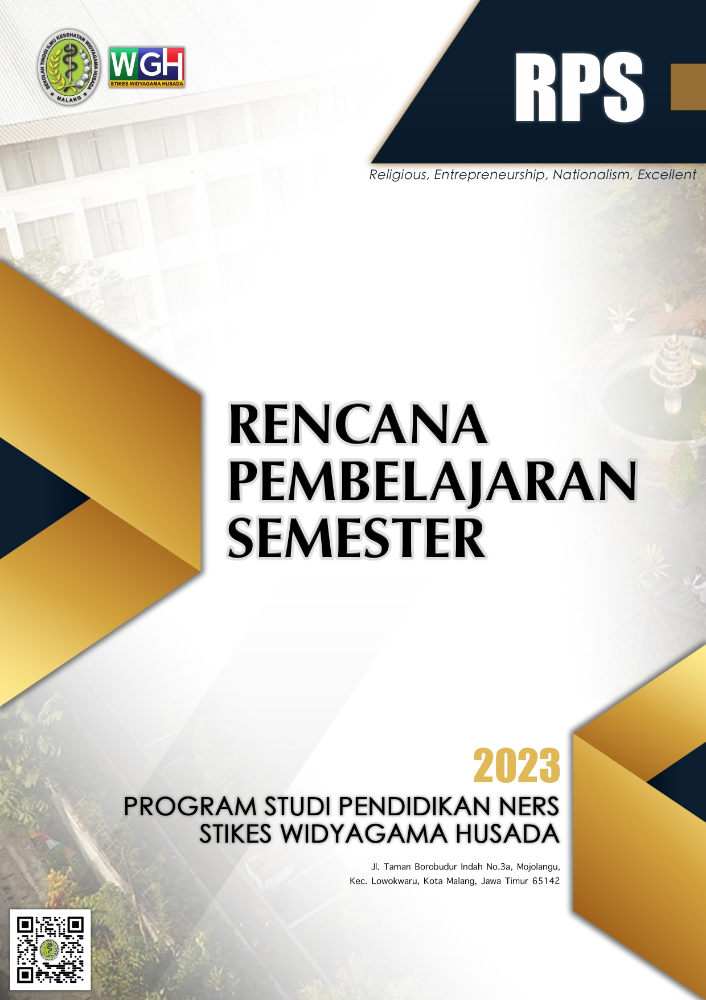 SEKOLAH TINGGI ILMU KESEHATAN WIDYAGAMA HUSADA
MALANG
WGH
STIKES WIDYAGAMA HUSADA
RPS
Religious, Entrepreneurship, Nationalism, Excellent
RENCANA
PEMBELAJARAN
SEMESTER
2023
PROGRAM STUDI PENDIDIKAN NERS
STIKES WIDYAGAMA HUSADA
Jl. Taman Borobudur Indah No.3a, Mojolangu,
Kec. Lowokwaru, Kota Malang, Jawa Timur 65142